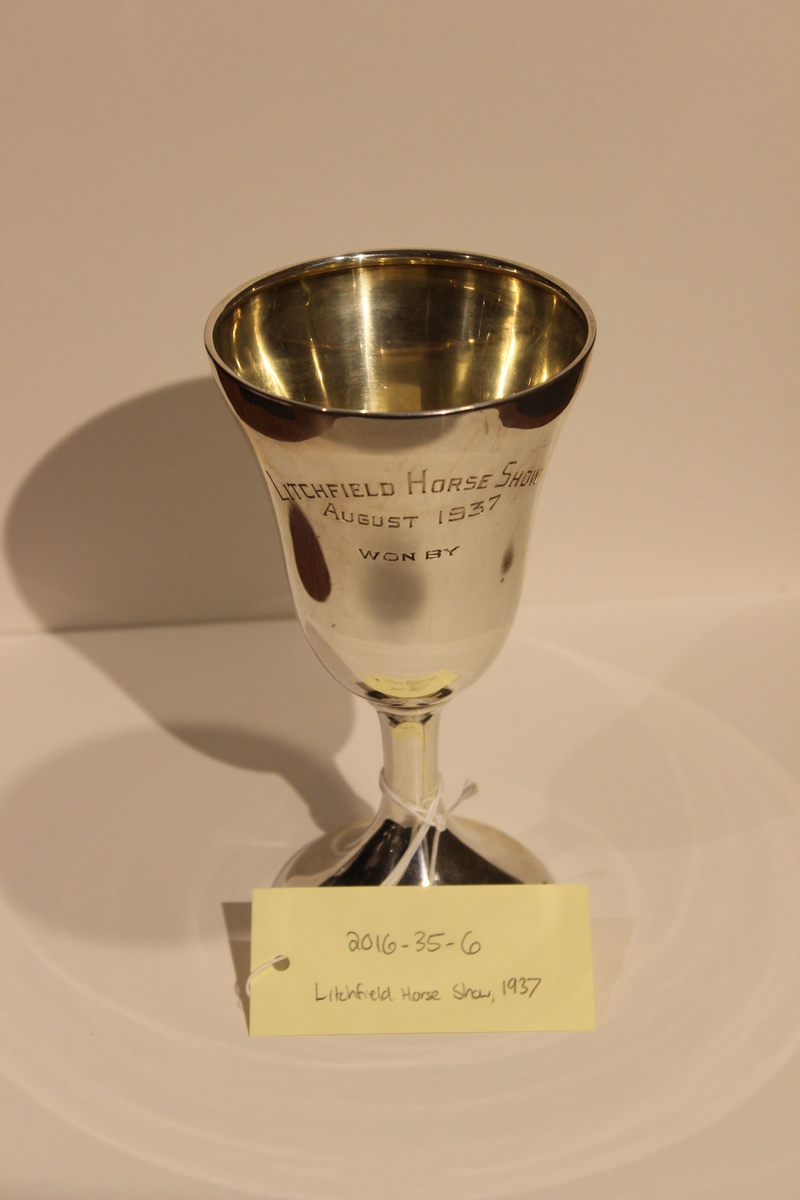 LITCHFIELD HORSE SHOW
AUGUST 1937
WON BY
2016-35-6
Litchfield Horse Show, 1937